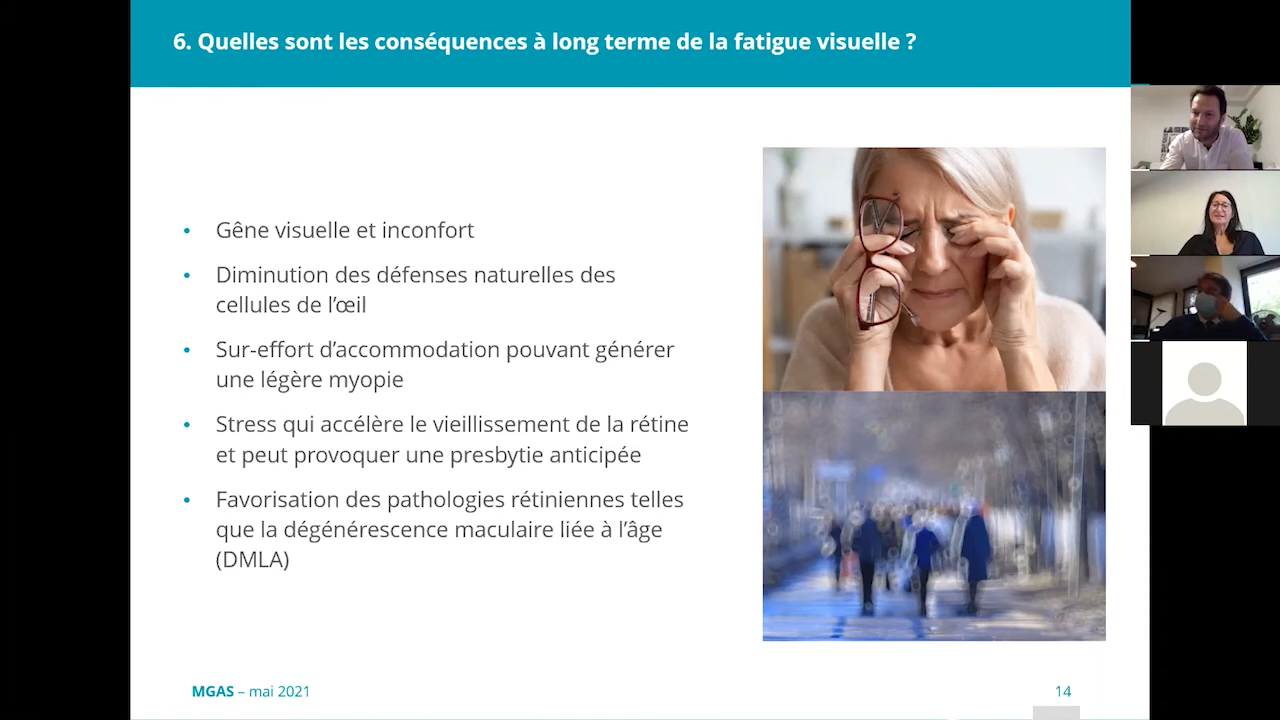 6. Quelles sont les conséquences à long terme de la fatigue visuelle ?
• Gêne visuelle et inconfort
• Diminution des défenses naturelles des
cellules de l’œil
• Sur-effort d’accommodation pouvant générer
une légère myopie
• Stress qui accélère le vieillissement de la rétine
et peut provoquer une presbytie anticipée
• Favorisation des pathologies rétiniennes telles
que la dégénérescence maculaire liée à l’âge
(DMLA)
MGAS – mai 2021
14